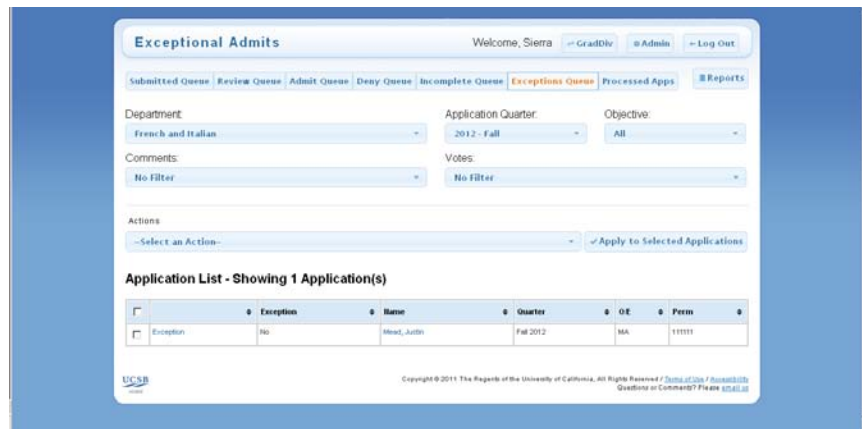 Exceptional Admits
Welcome, Sierra GradDiv Admin Log Out
Submitted Queue Review Queue Admit Queue Deny Queue Incomplete Queue Exceptions Queue Processed Apps Reports
Department: Application Quarter: Objective:
French and Italian 2012 - Fall All
Comments: Votes:
No Filter No Filter
Actions
--Select an Action-- Apply to Selected Applications
Application List - Showing 1 Application(s)
Exception Name Quarter O/E Perm
Exception No Mead, Justin Fall 2012 MA 111111
UCSB
Copyright © 2011 The Regents of the University of California, All Rights Reserved / Terms of Use / Accessibility
Questions or Comments? Please email us